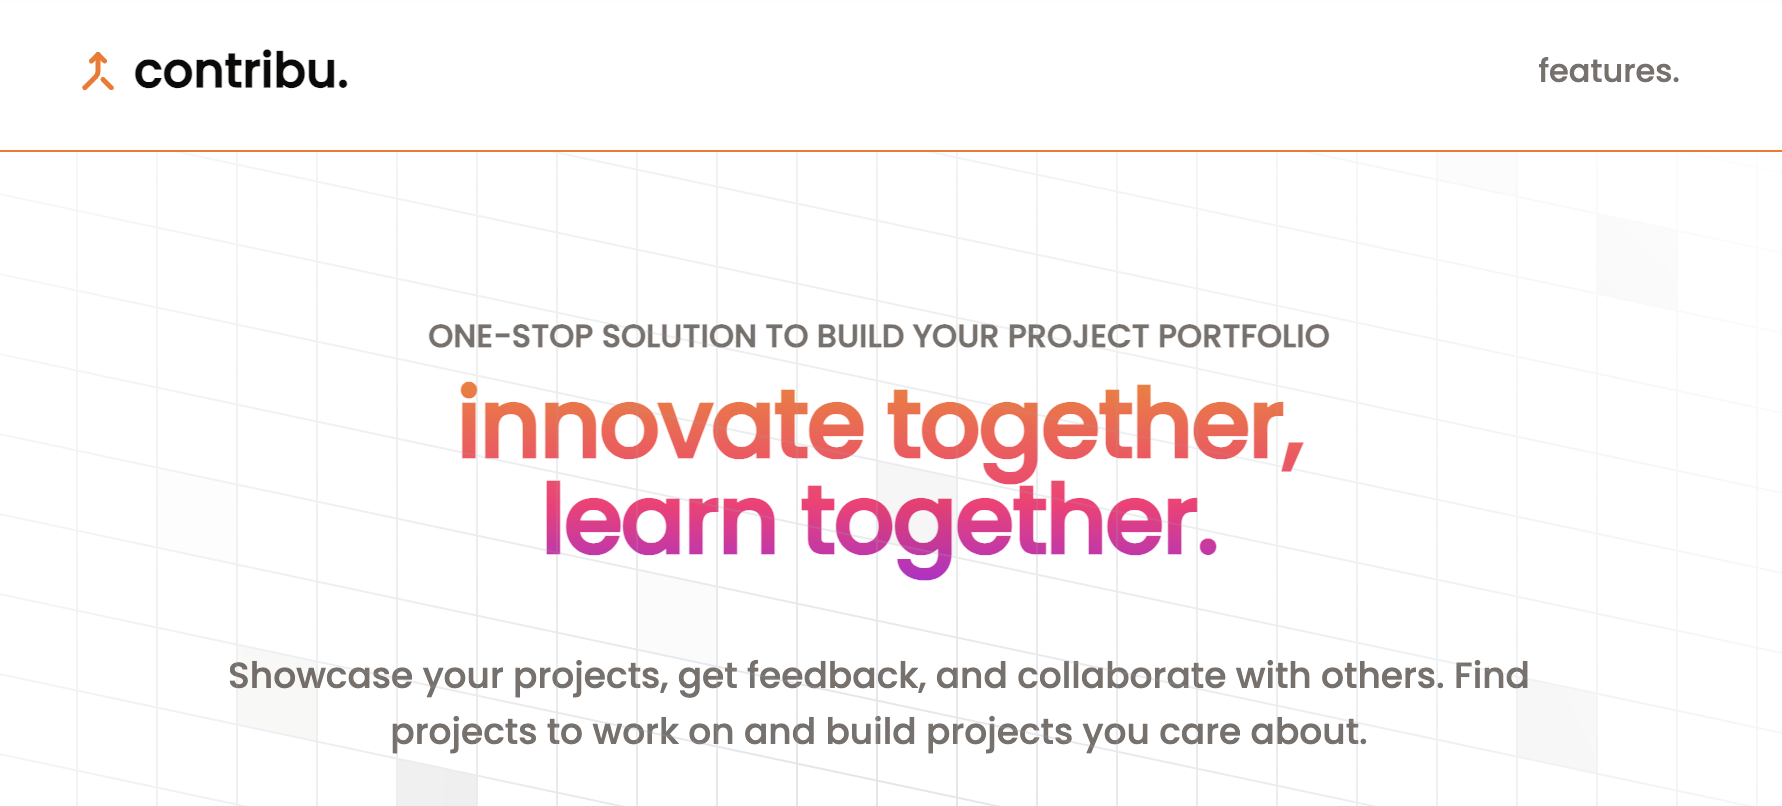 contribu.
features.
ONE-STOP SOLUTION TO BUILD YOUR PROJECT PORTFOLIO
innovate together,
learn together.
Showcase your projects, get feedback, and collaborate with others. Find
projects to work on and build projects you care about.